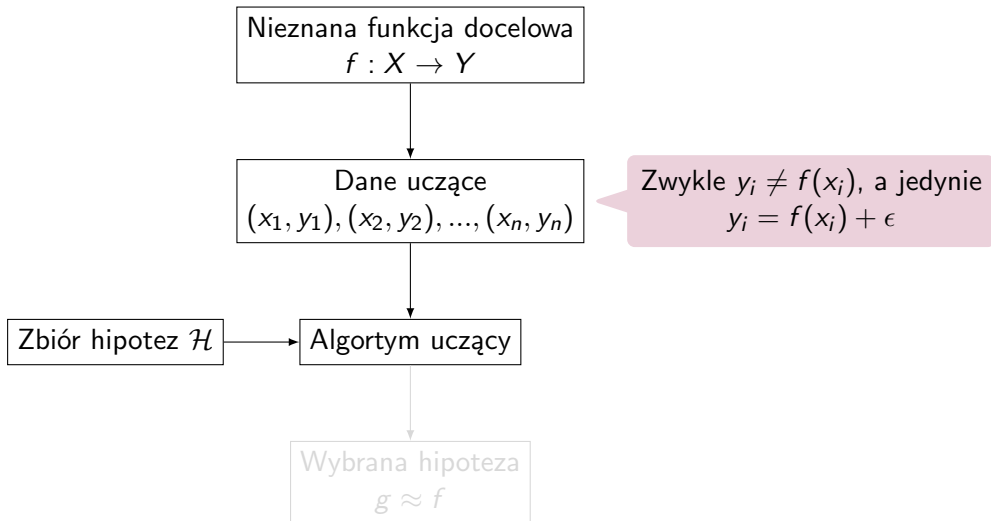 Nieznana funkcja docelowa
f : X → Y
Dane uczące
(x₁, y₁), (x₂, y₂), ..., (xₙ, yₙ)
Zwykle yᵢ ≠ f(xᵢ), a jedynie
yᵢ = f(xᵢ) + ϵ
Zbiór hipotez ℋ
Algortym uczący
Wybrana hipoteza
g ≈ f